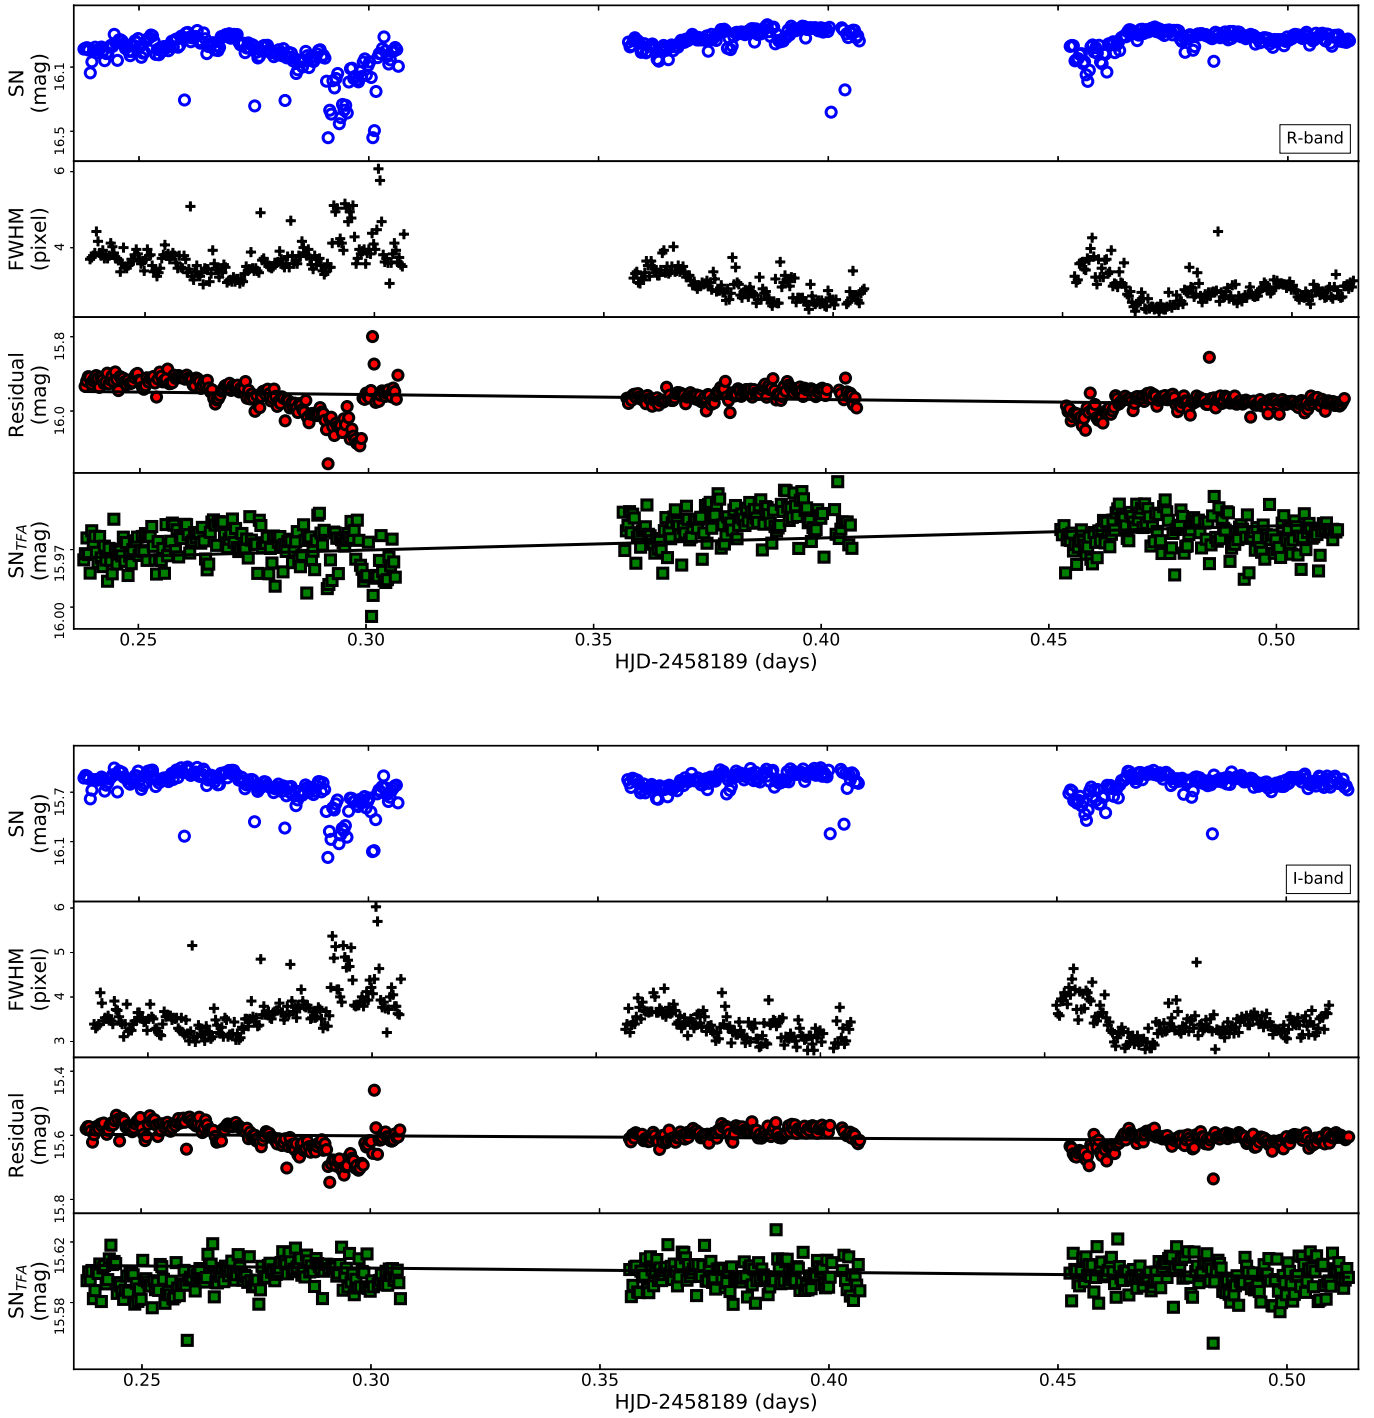 SN
(mag)
16.1
16.5
R-band
FWHM
(pixel)
6
4
Residual
(mag)
15.8
16.0
SN_TFA
(mag)
15.97
16.00
0.25 0.30 0.35 0.40 0.45 0.50
HJD-2458189 (days)
SN
(mag)
15.7
16.1
I-band
FWHM
(pixel)
6
5
4
3
Residual
(mag)
15.4
15.6
15.8
SN_TFA
(mag)
15.62
15.58
0.25 0.30 0.35 0.40 0.45 0.50
HJD-2458189 (days)